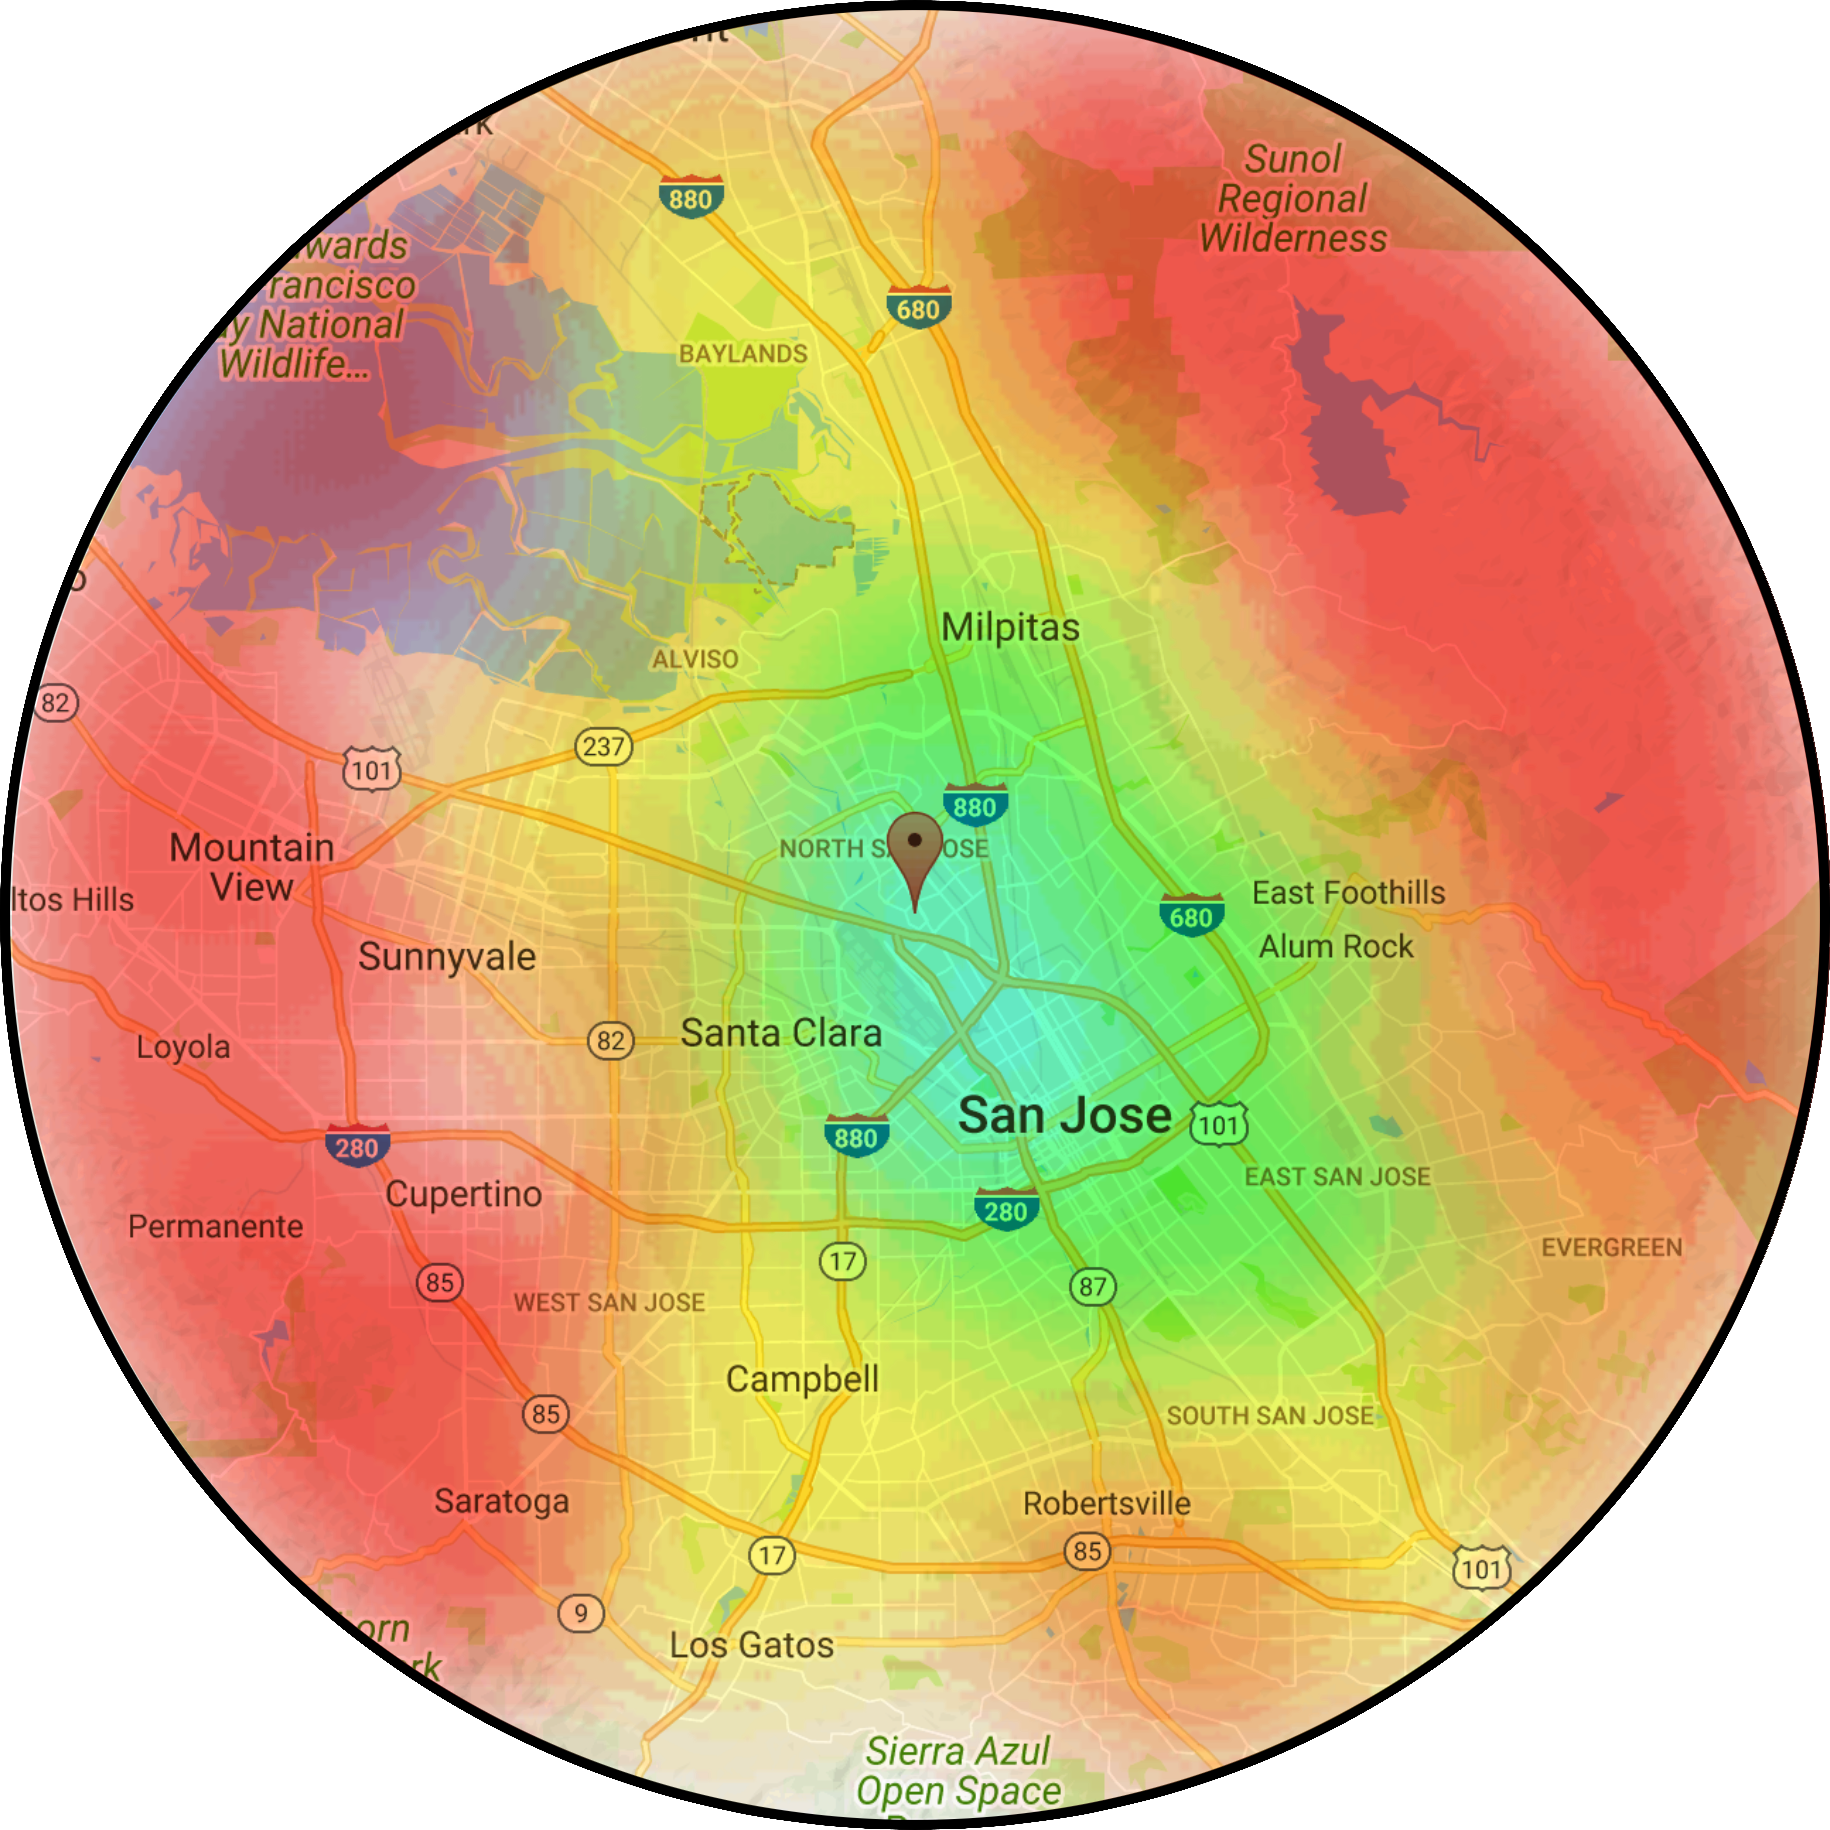 880
Sunol
Regional
Wilderness
wards
rancisco
y National
Wildlife...
680
BAYLANDS
Milpitas
ALVISO
82
237
101
880
Mountain
View
NORTH SA OSE
ltos Hills
680
East Foothills
Alum Rock
Sunnyvale
Santa Clara
82
Loyola
San Jose
101
880
280
Cupertino
EAST SAN JOSE
280
Permanente
EVERGREEN
17
85
87
WEST SAN JOSE
Campbell
85
SOUTH SAN JOSE
Saratoga
Robertsville
17
85
101
9
orn
rk
Los Gatos
Sierra Azul
Open Space